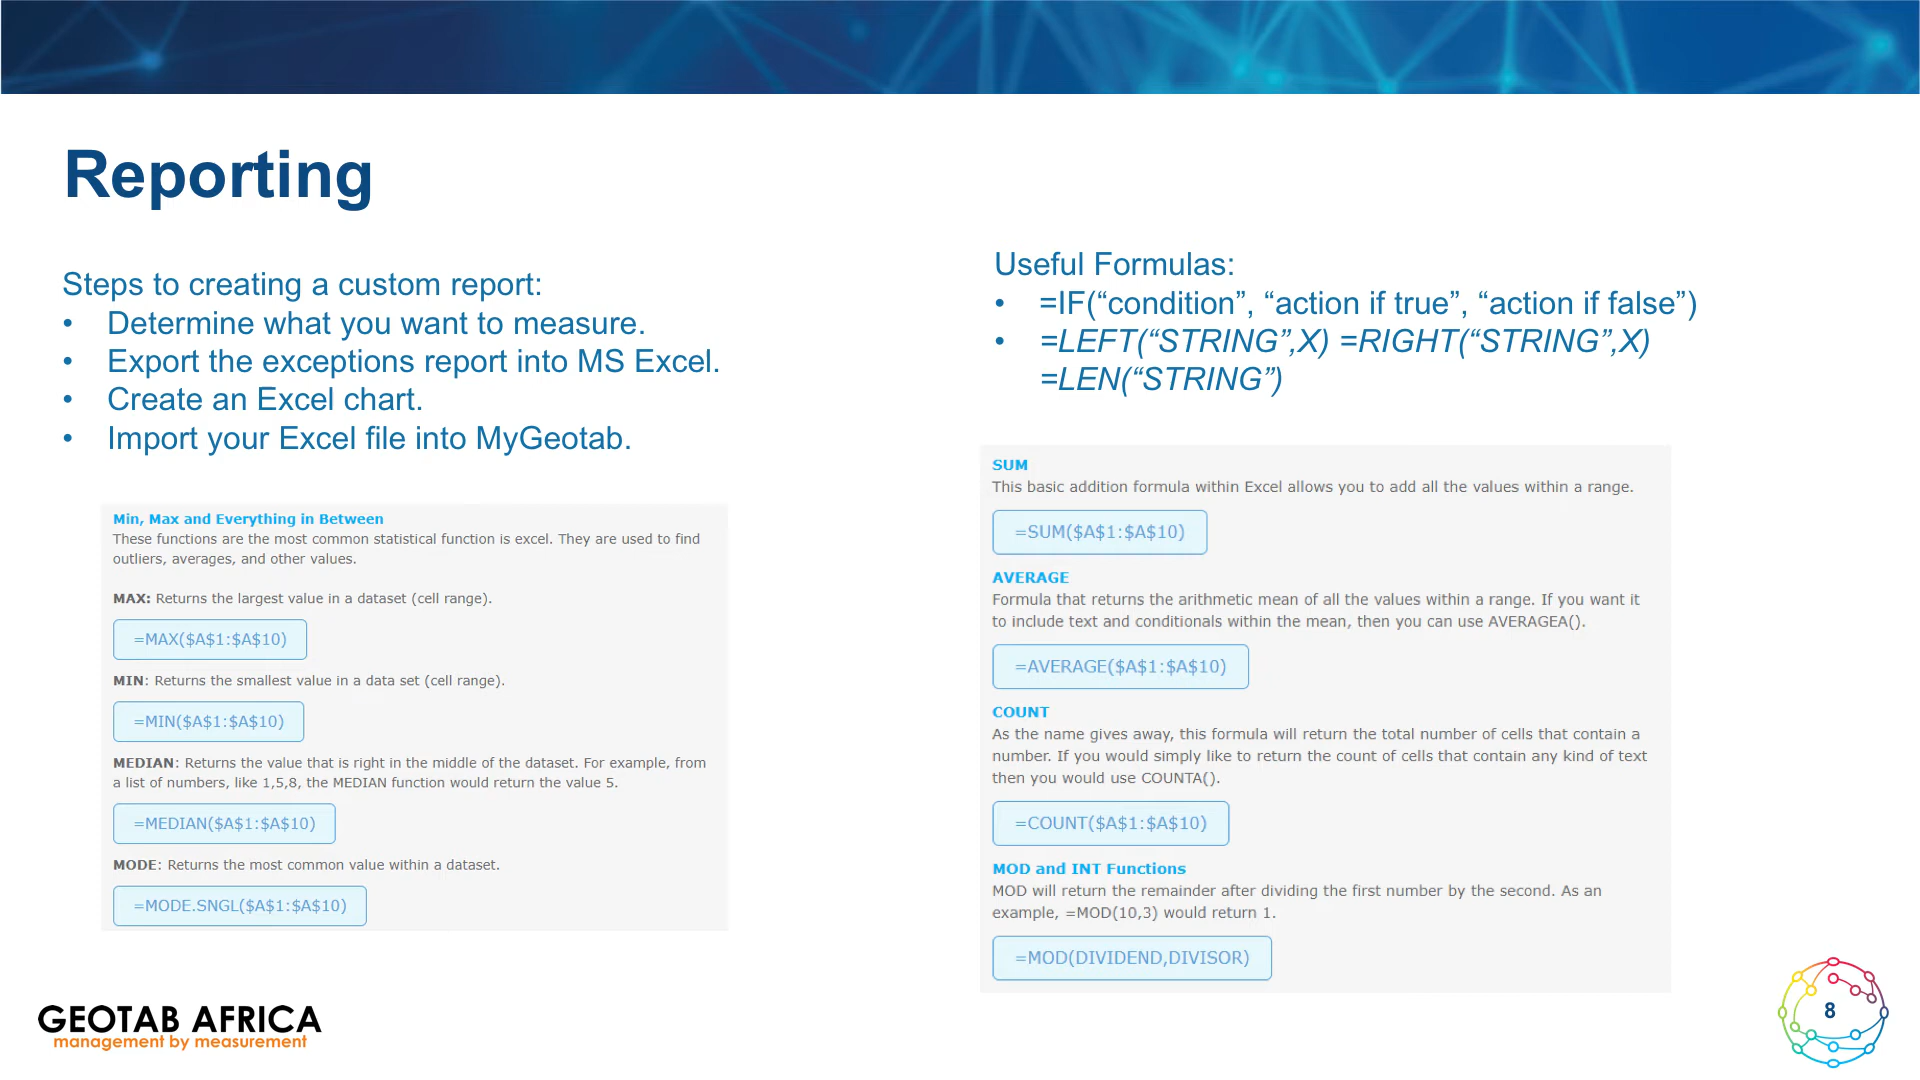 Reporting
Steps to creating a custom report:
• Determine what you want to measure.
• Export the exceptions report into MS Excel.
• Create an Excel chart.
• Import your Excel file into MyGeotab.
Min, Max and Everything in Between
These functions are the most common statistical function is excel. They are used to find
outliers, averages, and other values.
MAX: Returns the largest value in a dataset (cell range).
=MAX($A$1:$A$10)
MIN: Returns the smallest value in a data set (cell range).
=MIN($A$1:$A$10)
MEDIAN: Returns the value that is right in the middle of the dataset. For example, from
a list of numbers, like 1,5,8, the MEDIAN function would return the value 5.
=MEDIAN($A$1:$A$10)
MODE: Returns the most common value within a dataset.
=MODE.SNGL($A$1:$A$10)
Useful Formulas:
• =IF(“condition”, “action if true”, “action if false”)
• =LEFT(“STRING”,X) =RIGHT(“STRING”,X)
=LEN(“STRING”)
SUM
This basic addition formula within Excel allows you to add all the values within a range.
=SUM($A$1:$A$10)
AVERAGE
Formula that returns the arithmetic mean of all the values within a range. If you want it
to include text and conditionals within the mean, then you can use AVERAGEA().
=AVERAGE($A$1:$A$10)
COUNT
As the name gives away, this formula will return the total number of cells that contain a
number. If you would simply like to return the count of cells that contain any kind of text
then you would use COUNTA().
=COUNT($A$1:$A$10)
MOD and INT Functions
MOD will return the remainder after dividing the first number by the second. As an
example, =MOD(10,3) would return 1.
=MOD(DIVIDEND,DIVISOR)
GEOTAB AFRICA
management by measurement
8